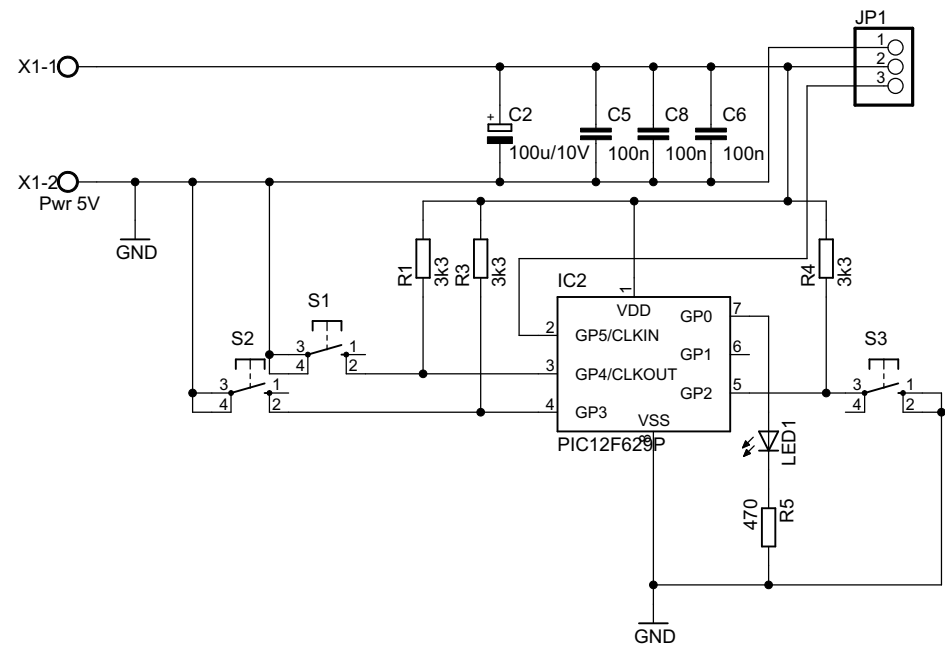 JP1
1
2
3
X1-1
+
C2
100u/10V
C5
100n
C8
100n
C6
100n
X1-2
Pwr 5V
GND
R1
3k3
R3
3k3
R4
3k3
IC2
1
VDD
GP0
7
2
GP5/CLKIN
GP1
6
3
GP4/CLKOUT
GP2
5
4
GP3
VSS
8
PIC12F629P
S1
3
1
4
2
S2
3
1
4
2
S3
3
1
4
2
LED1
470
R5
GND